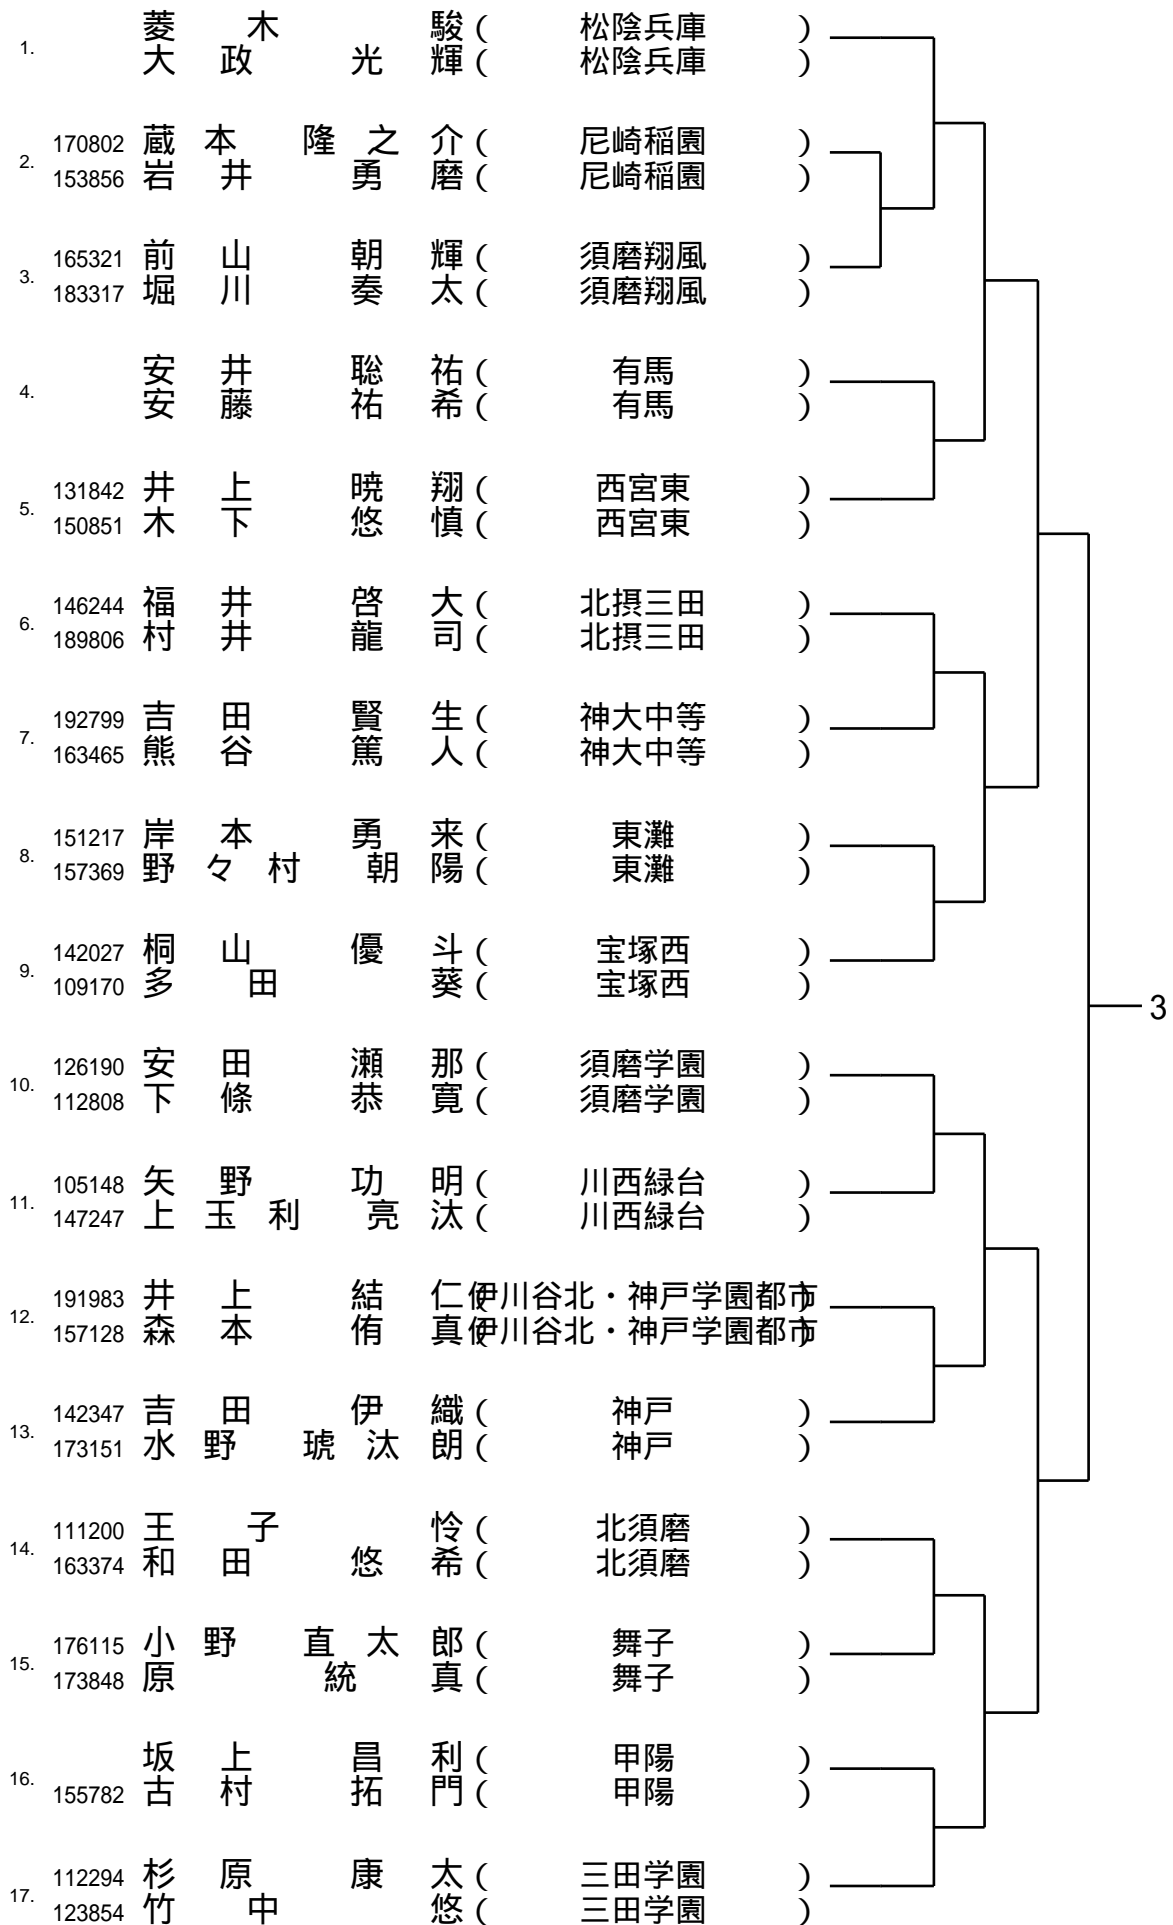 1. 菱木 駿 ( 松陰兵庫 )
大政 光輝 ( 松陰兵庫 )
2. 170802 蔵本 隆之介 ( 尼崎稲園 )
153856 岩井 勇磨 ( 尼崎稲園 )
3. 165321 前山 朝輝 ( 須磨翔風 )
183317 堀川 奏太 ( 須磨翔風 )
4. 安井 聡祐 ( 有馬 )
安藤 祐希 ( 有馬 )
5. 131842 井上 暁翔 ( 西宮東 )
150851 木下 悠慎 ( 西宮東 )
6. 146244 福井 啓大 ( 北摂三田 )
189806 村井 龍司 ( 北摂三田 )
7. 192799 吉田 賢生 ( 神大中等 )
163465 熊谷 篤人 ( 神大中等 )
8. 151217 岸本 勇来 ( 東灘 )
157369 野々村 朝陽 ( 東灘 )
9. 142027 桐山 優斗 ( 宝塚西 )
109170 多田 葵 ( 宝塚西 )
3
10. 126190 安田 瀬那 ( 須磨学園 )
112808 下條 恭寛 ( 須磨学園 )
11. 105148 矢野 功明 ( 川西緑台 )
147247 上玉利 亮汰 ( 川西緑台 )
12. 191983 井上 結仁 ( 伊川谷北・神戸学園都市 )
157128 森本 侑真 ( 伊川谷北・神戸学園都市 )
13. 142347 吉田 伊織 ( 神戸 )
173151 水野 琥汰朗 ( 神戸 )
14. 111200 王子 怜 ( 北須磨 )
163374 和田 悠希 ( 北須磨 )
15. 176115 小野 直太郎 ( 舞子 )
173848 原 統真 ( 舞子 )
16. 坂上 昌利 ( 甲陽 )
155782 古村 拓門 ( 甲陽 )
17. 112294 杉原 康太 ( 三田学園 )
123854 竹中 悠 ( 三田学園 )